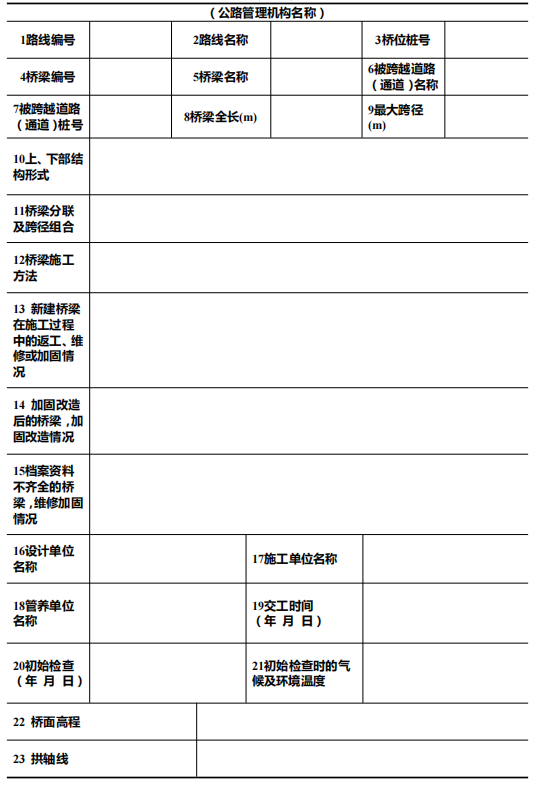 （公路管理机构名称）
1路线编号
2路线名称
3桥位桩号
4桥梁编号
5桥梁名称
6被跨越道路
（通道）名称
7被跨越道路
（通道）桩号
8桥梁全长(m)
9最大跨径
(m)
10上、下部结
构形式
11桥梁分联
及跨径组合
12桥梁施工
方法
13 新建桥梁
在施工过程
中的返工、维
修或加固情
况
14 加固改造
后的桥梁，加
固改造情况
15档案资料
不齐全的桥
梁，维修加固
情况
16设计单位
名称
17施工单位名称
18管养单位
名称
19交工时间
（年 月 日）
20初始检查
（年 月 日）
21初始检查时的气
候及环境温度
22 桥面高程
23 拱轴线